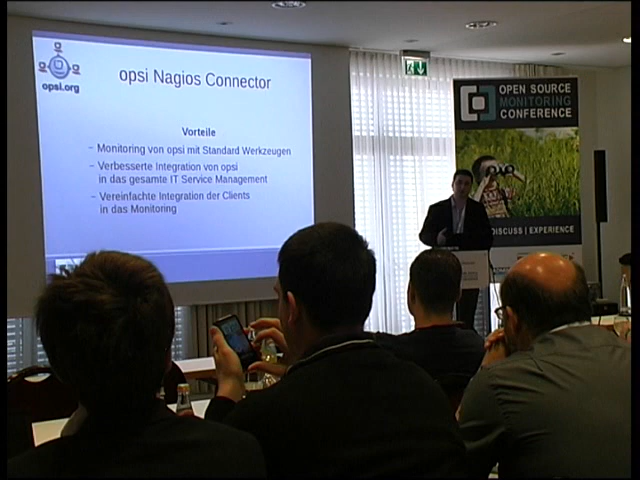 opsi.org
opsi Nagios Connector
Vorteile
– Monitoring von opsi mit Standard Werkzeugen
– Verbesserte Integration von opsi
in das gesamte IT Service Management
– Vereinfachte Integration der Clients
in das Monitoring
OPEN SOURCE
MONITORING
CONFERENCE
DISCUSS | EXPERIENCE